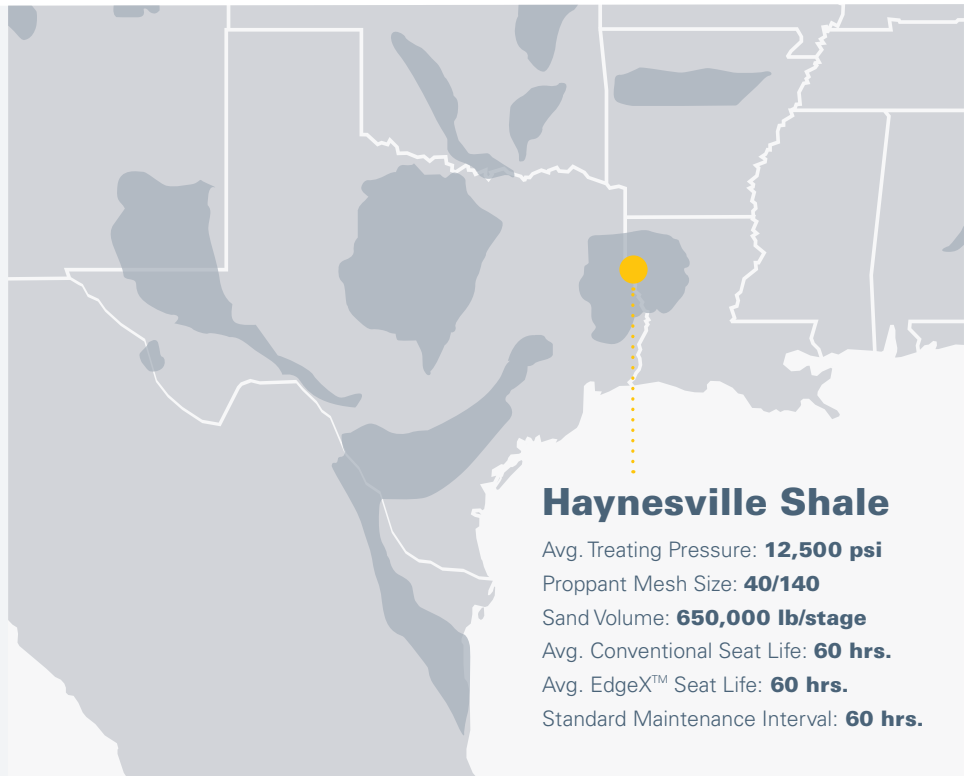 Haynesville Shale
Avg. Treating Pressure: 12,500 psi
Proppant Mesh Size: 40/140
Sand Volume: 650,000 lb/stage
Avg. Conventional Seat Life: 60 hrs.
Avg. EdgeX™ Seat Life: 60 hrs.
Standard Maintenance Interval: 60 hrs.